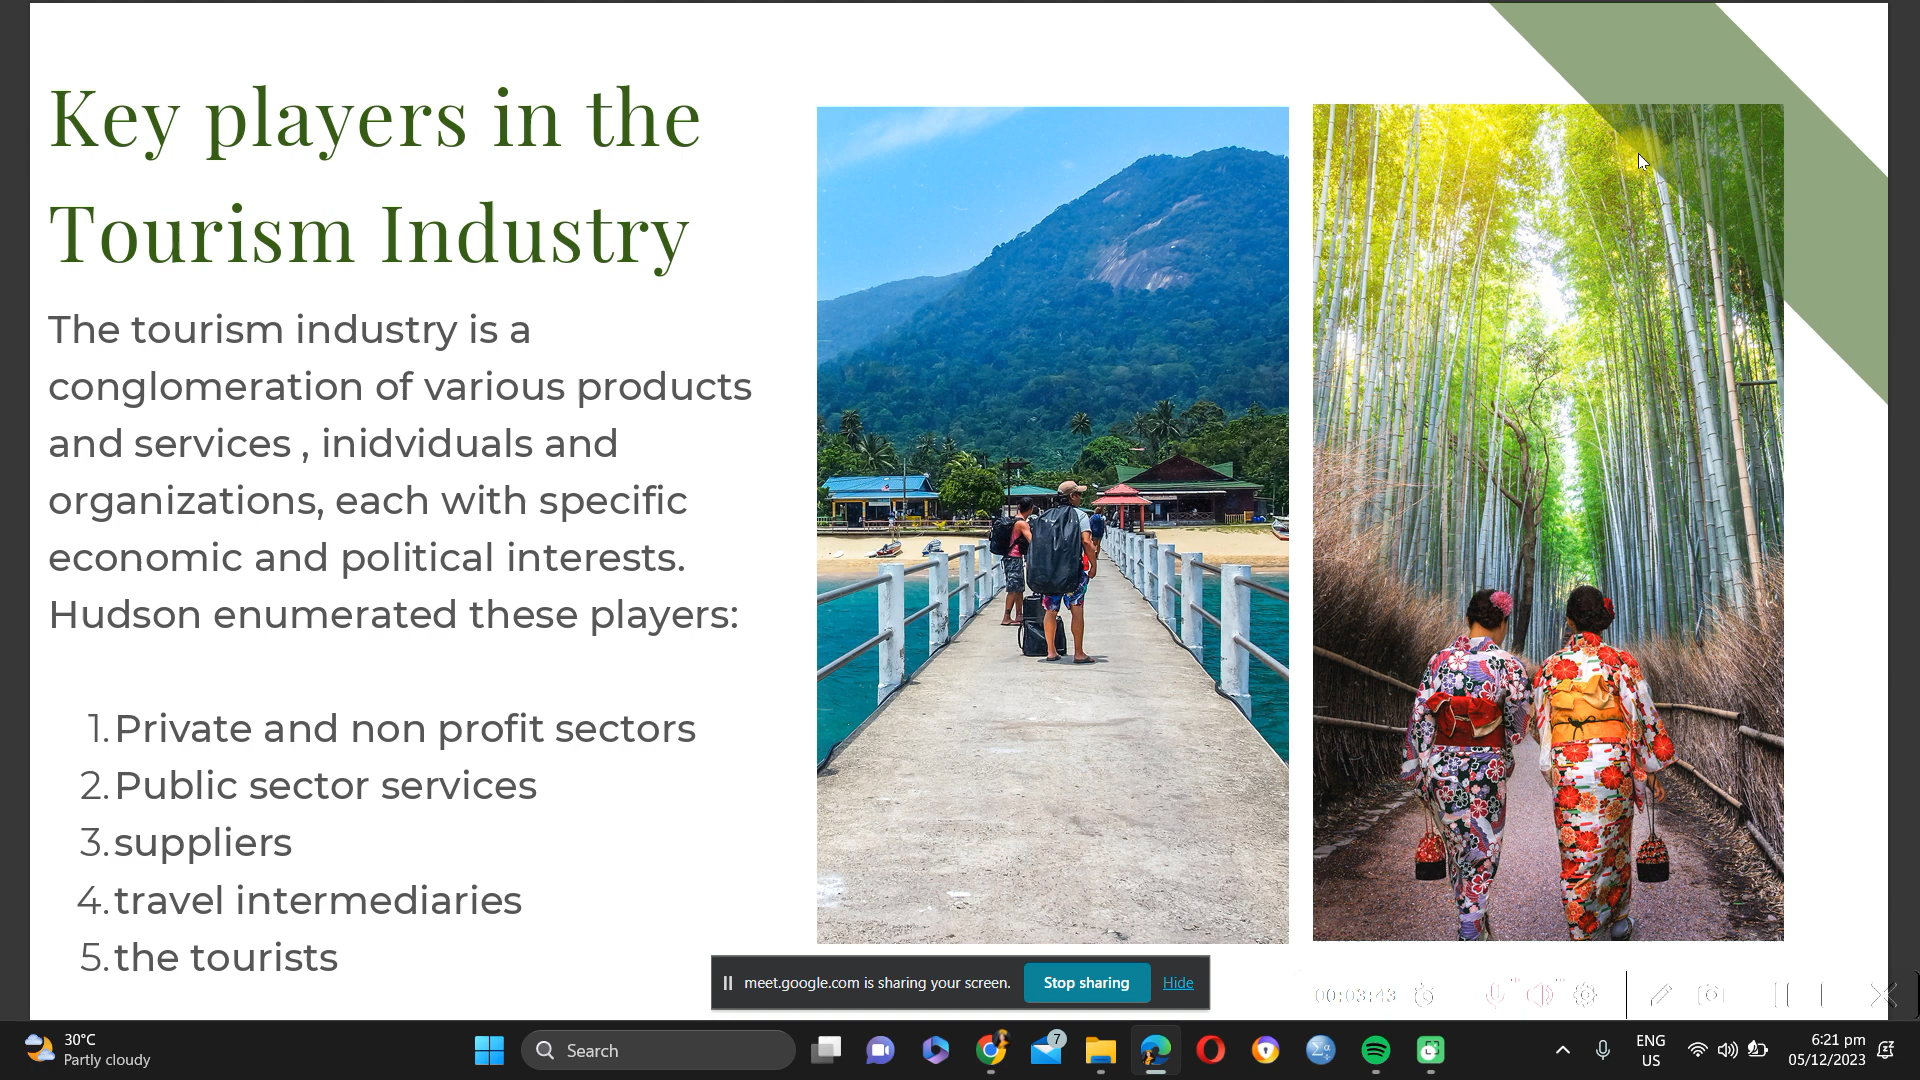 Key players in the
Tourism Industry
The tourism industry is a
conglomeration of various products
and services , inidviduals and
organizations, each with specific
economic and political interests.
Hudson enumerated these players:
1. Private and non profit sectors
2. Public sector services
3. suppliers
4. travel intermediaries
5. the tourists
meet.google.com is sharing your screen. Stop sharing Hide
00:03:43
30°C
Partly cloudy
Search
7
ENG
US
6:21 pm
05/12/2023